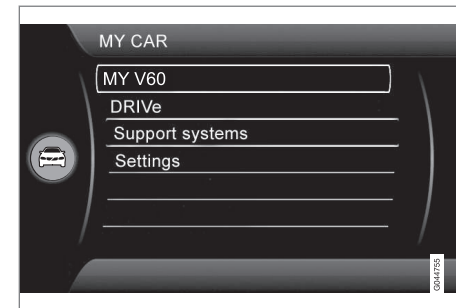 MY CAR
MY V60
DRIVe
Support systems
Settings
G044755